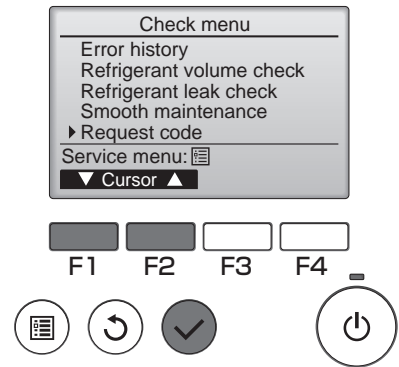 Check menu
Error history
Refrigerant volume check
Refrigerant leak check
Smooth maintenance
Request code
Service menu:
▼ Cursor ▲
F1 F2 F3 F4